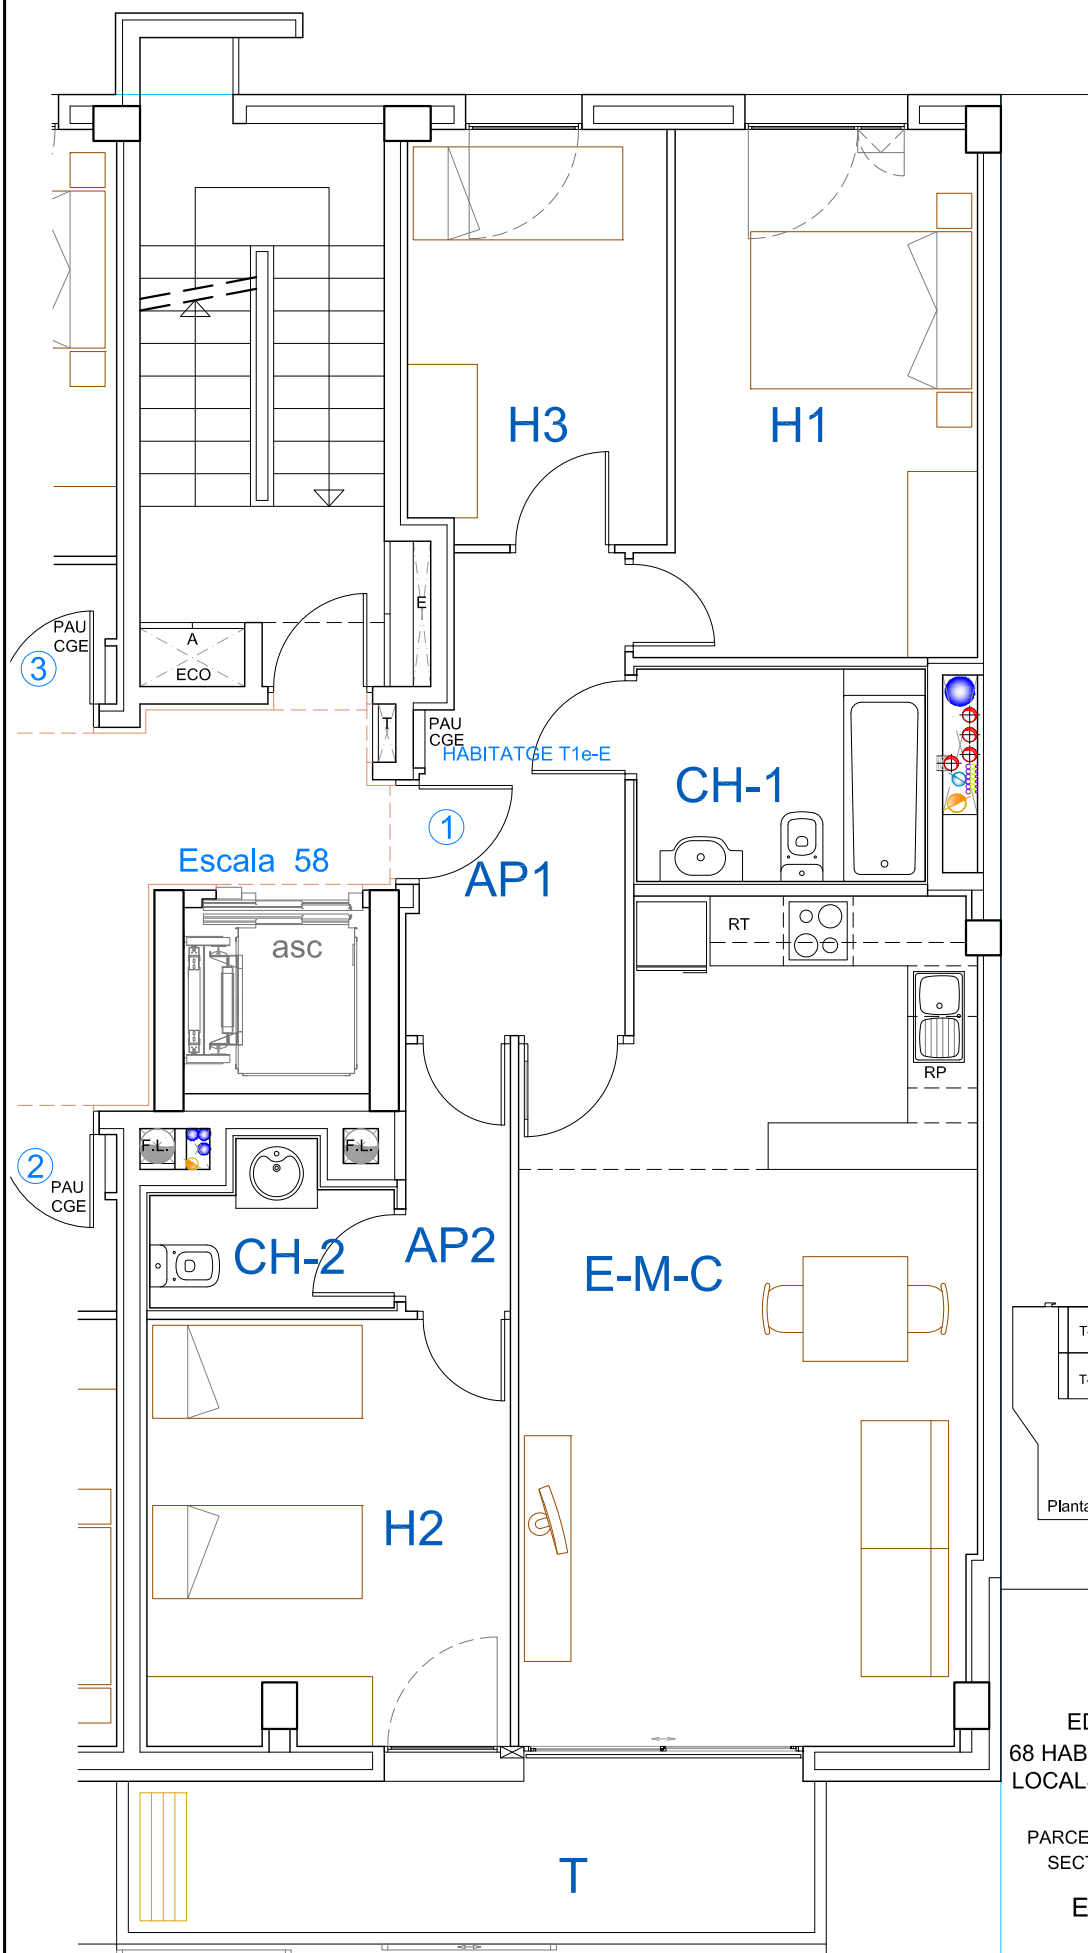 H3
H1
E
PAU
CGE
3
A
ECO
T
PAU
CGE
HABITATGE T1e-E
CH-1
1
Escala 58
AP1
asc
RT
RP
F.L.
F.L.
2
PAU
CGE
CH-2
AP2
E-M-C
T
T
Planta
H2
68 HAB
LOCAL
PARCE
SECT
E
T